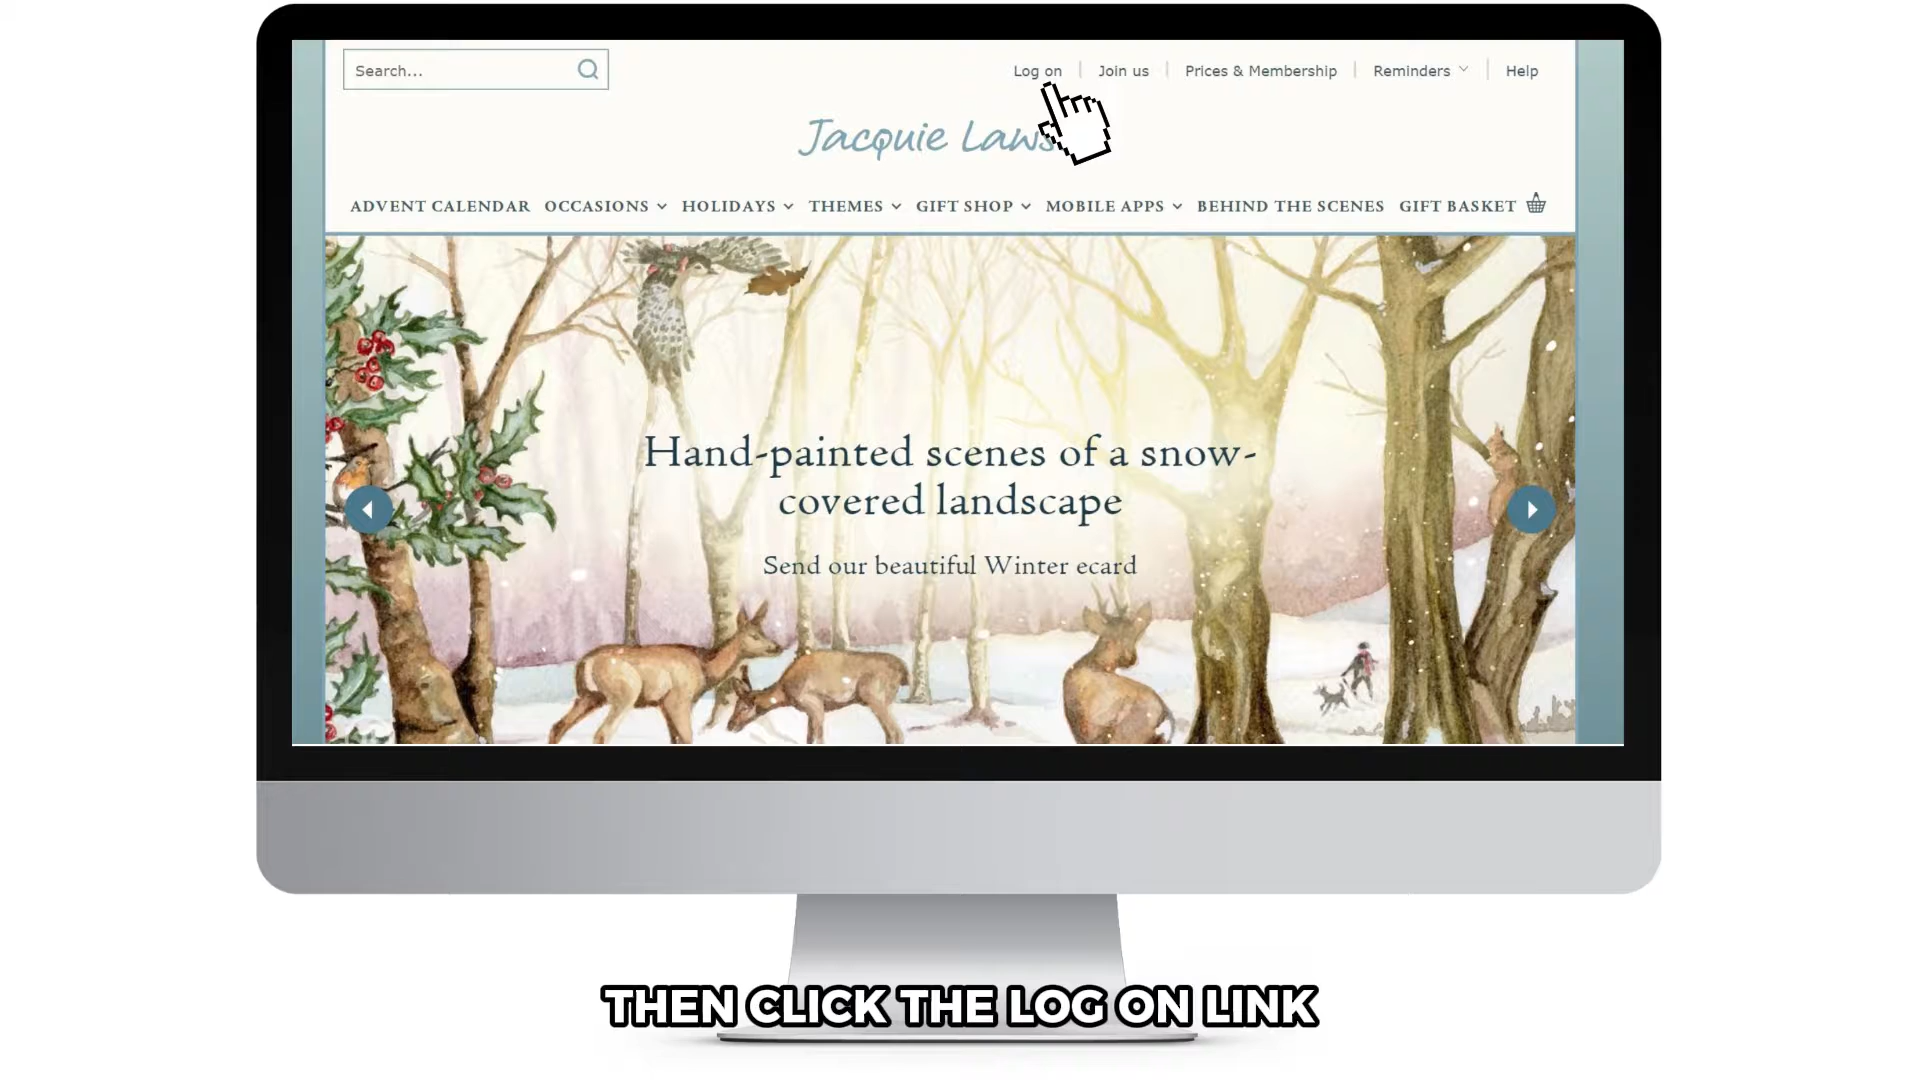 Search...
Log on
Join us
Prices & Membership
Reminders
Help
Jacquie Laws
ADVENT CALENDAR OCCASIONS HOLIDAYS THEMES GIFT SHOP MOBILE APPS BEHIND THE SCENES GIFT BASKET
Hand-painted scenes of a snow-
covered landscape
Send our beautiful Winter ecard
THEN CLICK THE LOG ON LINK